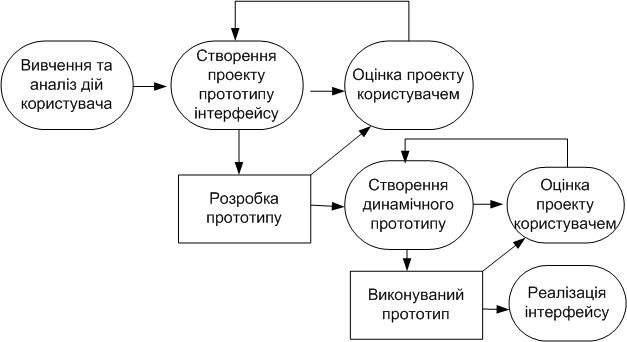 Вивчення та
аналіз дій
користувача
Створення
проекту
прототипу
інтерфейсу
Оцінка проекту
користувачем
Розробка
прототипу
Створення
динамічного
прототипу
Оцінка
проекту
користувачем
Виконуваний
прототип
Реалізація
інтерфейсу